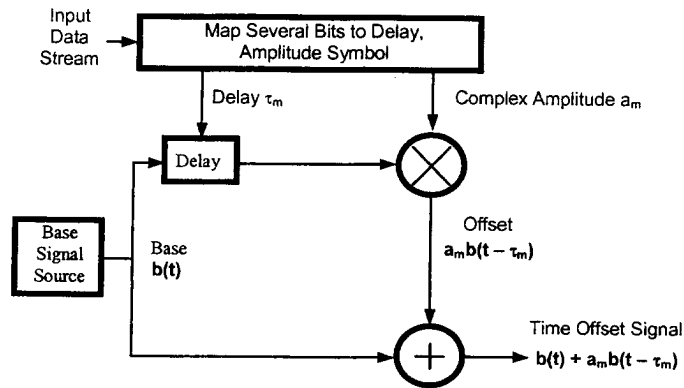 Input
Data
Stream
Map Several Bits to Delay,
Amplitude Symbol
Delay τm
Complex Amplitude am
Delay
Offset
amb(t – τm)
Base
Signal
Source
Base
b(t)
Time Offset Signal
b(t) + amb(t – τm)